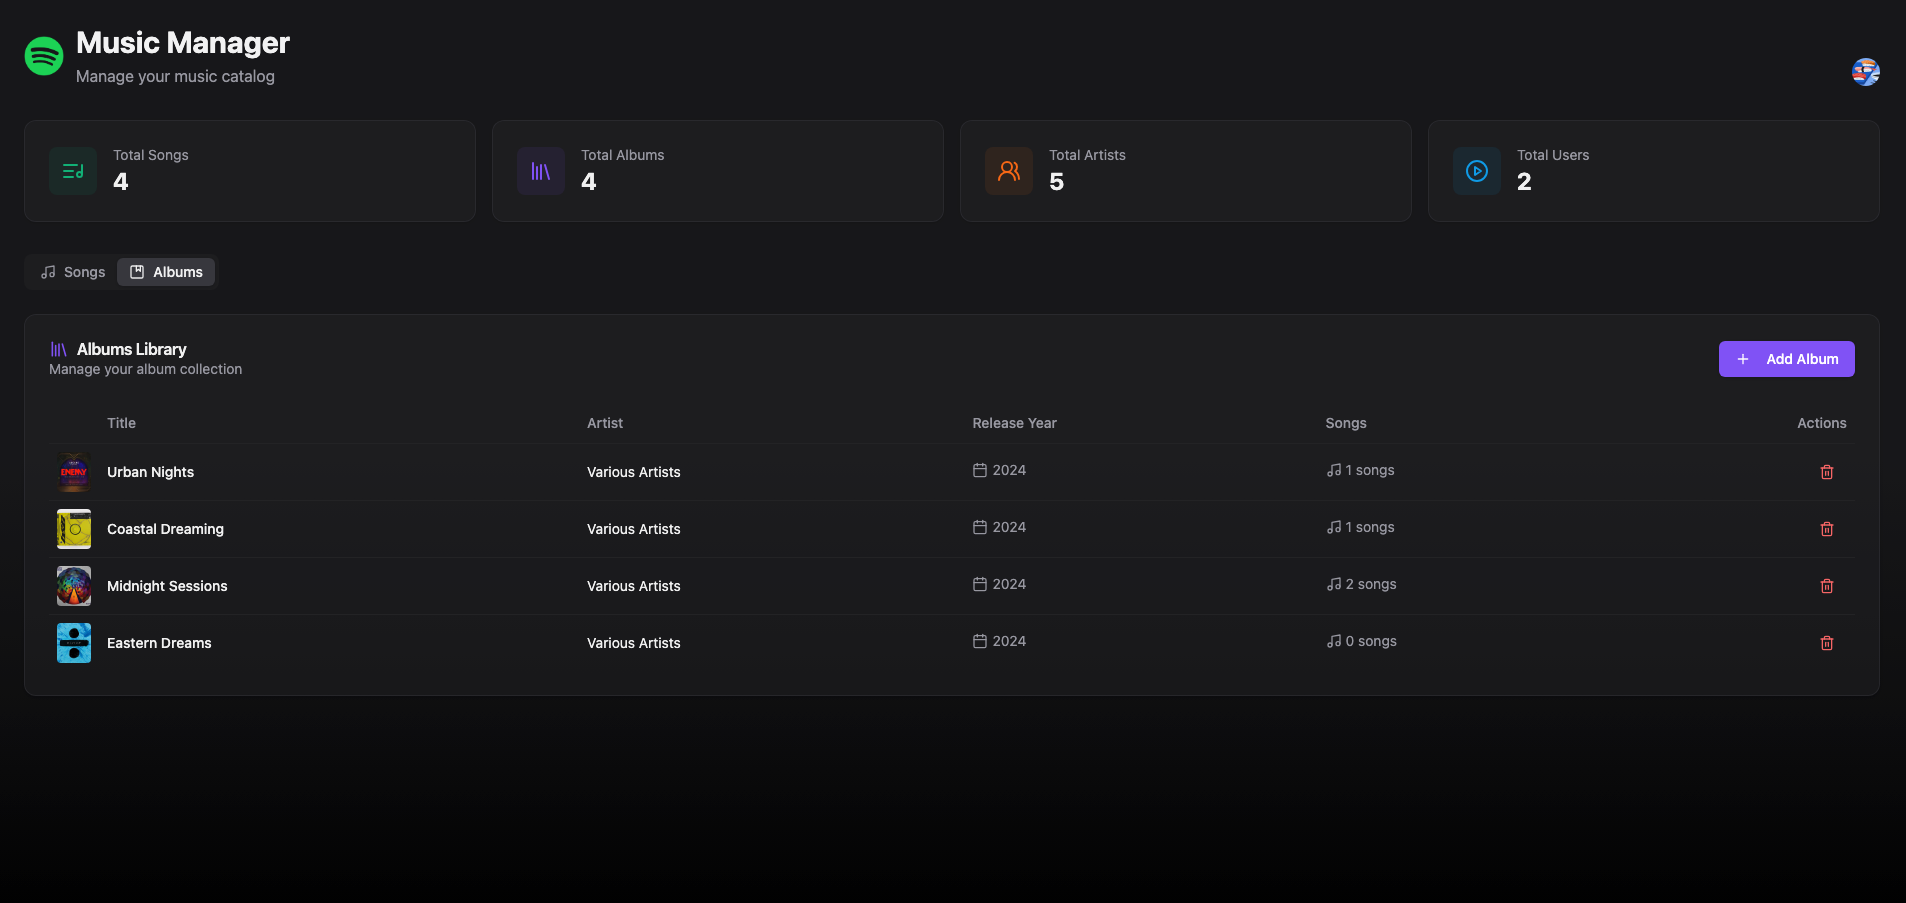 Music Manager
Manage your music catalog
Total Songs
4
Total Albums
4
Total Artists
5
Total Users
2
Songs
Albums
Albums Library
Manage your album collection
Add Album
Title Artist Release Year Songs Actions
ENEMY
Urban Nights Various Artists 2024 1 songs
Coastal Dreaming Various Artists 2024 1 songs
Midnight Sessions Various Artists 2024 2 songs
Eastern Dreams Various Artists 2024 0 songs